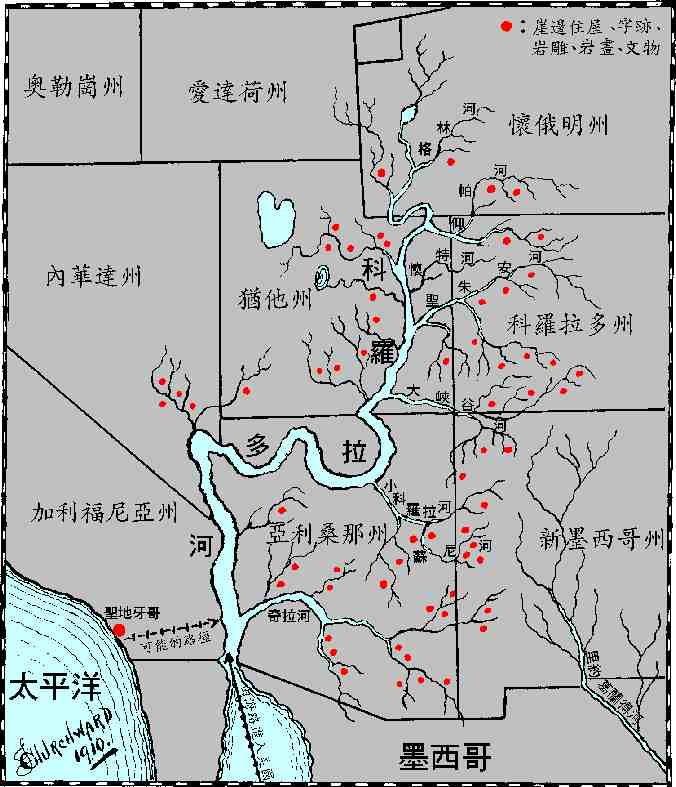 ：崖邊住屋、字跡、
岩雕、岩畫、文物
奧勒崗州
愛達荷州
懷俄明州
格林河
帕
河
內華達州
猶他州
科羅拉多州
懷
特
河
聖
朱
安
河
科
羅
拉
多
河
大峽谷河
小科羅拉河
蘇尼河
加利福尼亞州
亞利桑那州
新墨西哥州
奇拉河
聖地牙哥
可能的路徑
里約
太平洋
墨西哥
CHURCHWARD
1910.